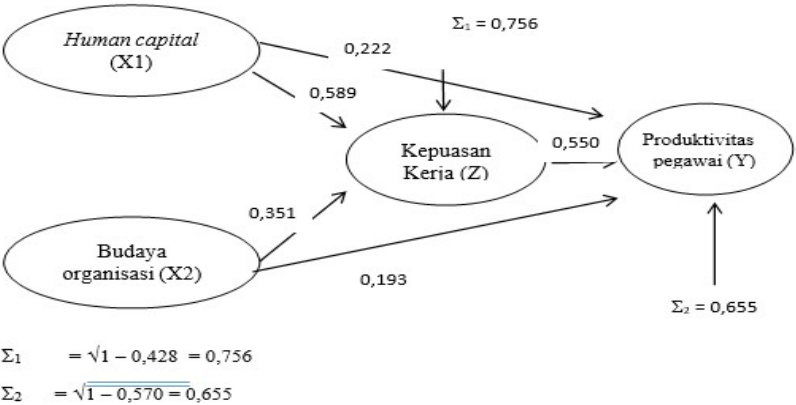 Σ₁ = 0,756
Human capital
(X1)
0,222
0,589
Kepuasan
Kerja (Z)
0,550
Produktivitas
pegawai (Y)
0,351
Budaya
organisasi (X2)
0,193
Σ₂ = 0,655
Σ1 = √1 – 0,428 = 0,756
Σ2 = √1 – 0,570 = 0,655